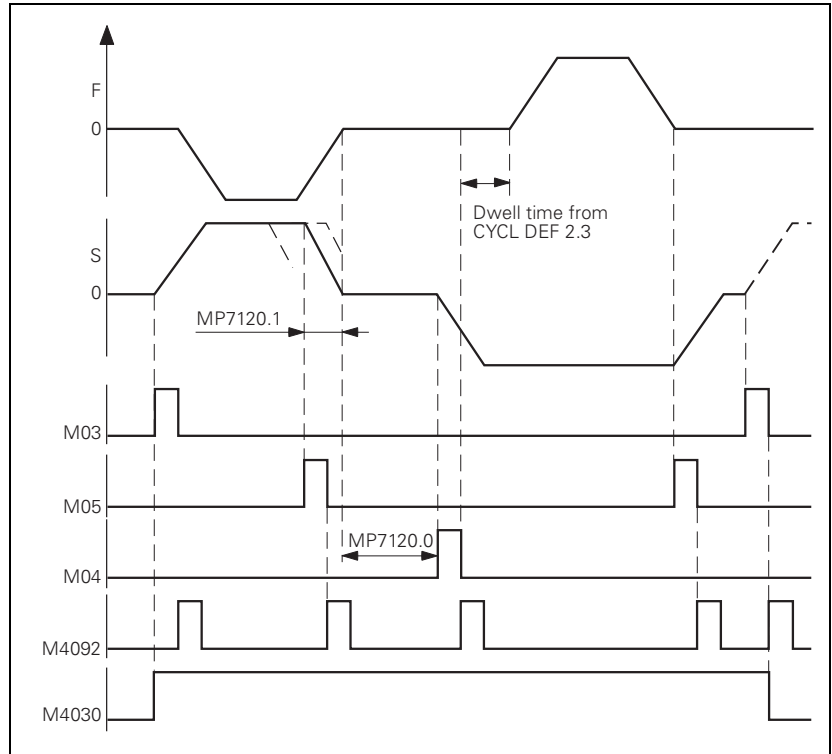 F
0
Dwell time from
CYCL DEF 2.3
S
0
MP7120.1
M03
M05
MP7120.0
M04
M4092
M4030